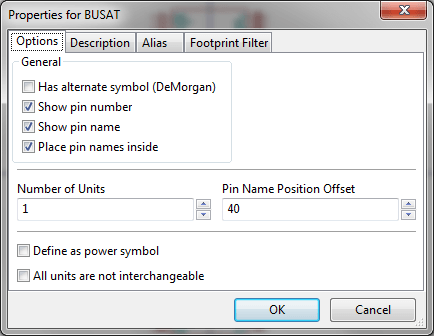 Properties for BUSAT
Options Description Alias Footprint Filter
General
Has alternate symbol (DeMorgan)
Show pin number
Show pin name
Place pin names inside
Number of Units Pin Name Position Offset
1 40
Define as power symbol
All units are not interchangeable
OK Cancel